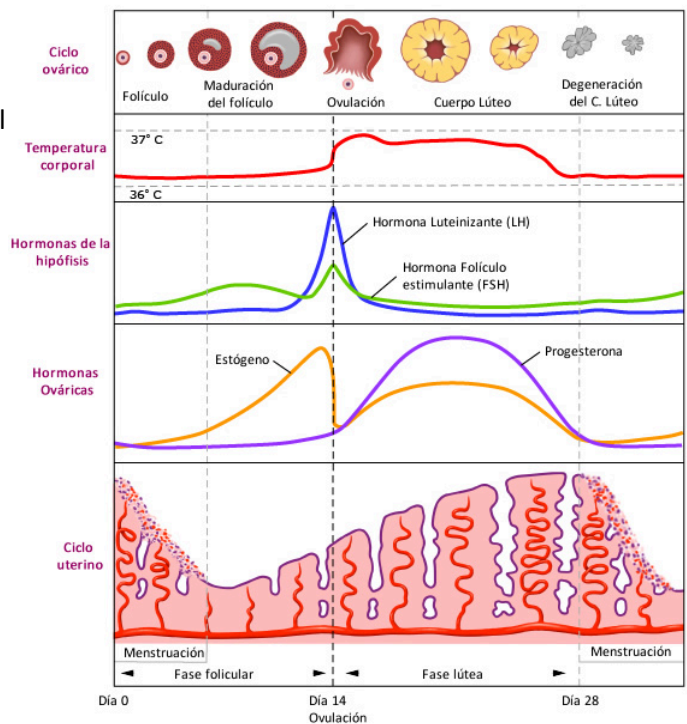 Ciclo
ovárico
Folículo
Maduración
del folículo
Ovulación
Cuerpo Lúteo
Degeneración
del C. Lúteo
l
Temperatura
corporal
37° C
36° C
Hormonas de la
hipófisis
Hormona Luteinizante (LH)
Hormona Folículo
estimulante (FSH)
Hormonas
Ováricas
Estógeno
Progesterona
Ciclo
uterino
Menstruación
Menstruación
Fase folicular
Fase lútea
Día 0
Día 14
Ovulación
Día 28